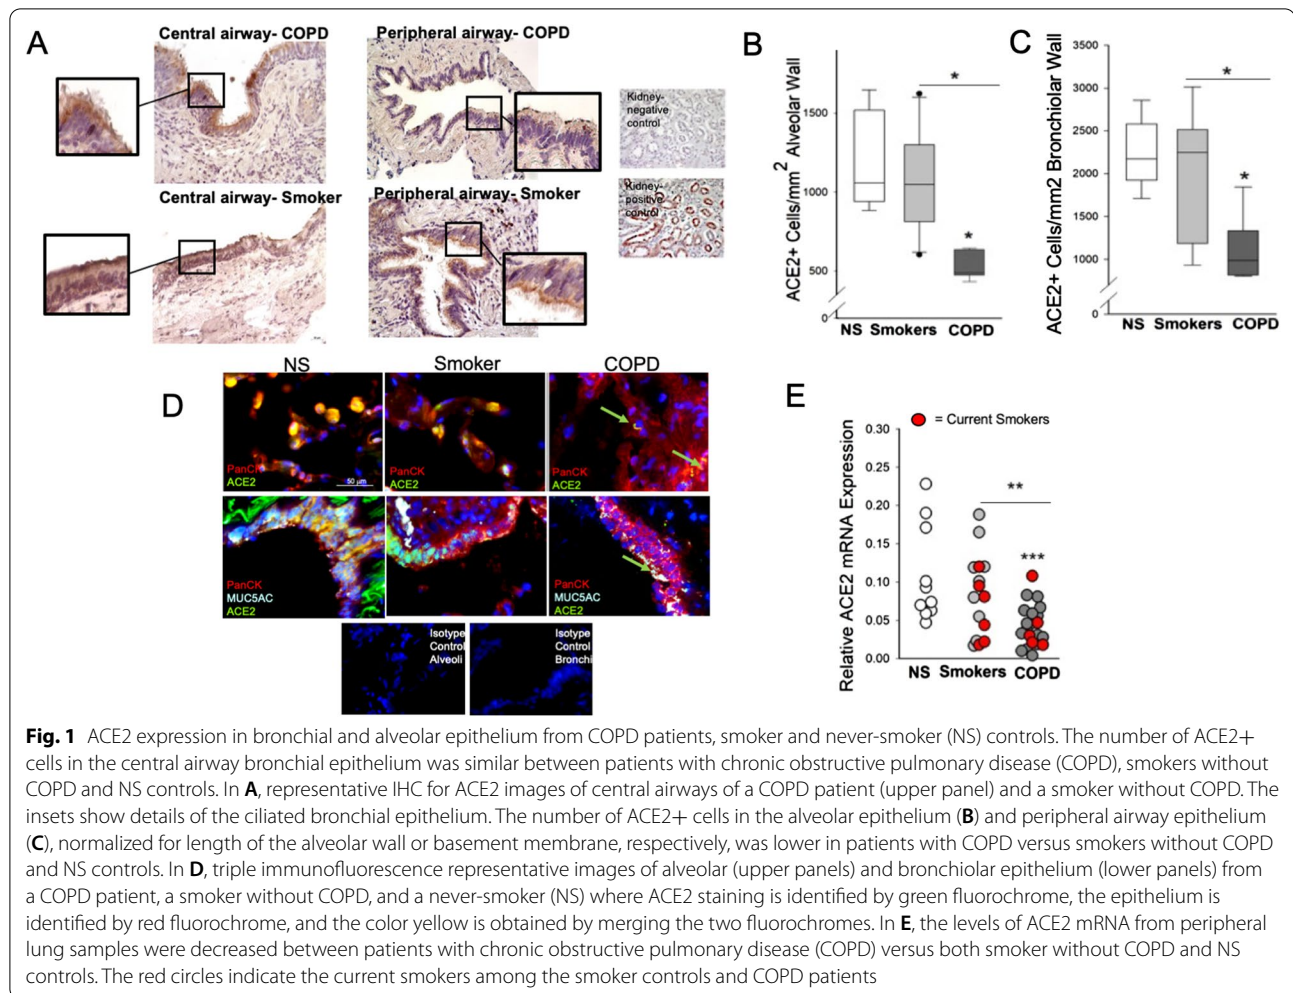 A
Central airway- COPD
Peripheral airway- COPD
Kidney-
negative
control
Central airway- Smoker
Peripheral airway- Smoker
Kidney-
positive
control
B
ACE2+ Cells/mm2 Alveolar Wall
1500
1000
500
0
*
*
NS Smokers COPD
C
ACE2+ Cells/mm2 Bronchiolar Wall
3500
3000
2500
2000
1500
1000
0
*
*
NS Smokers COPD
D
NS Smoker COPD
PanCK
ACE2
50 µm
PanCK
ACE2
PanCK
ACE2
PanCK
MUC5AC
ACE2
PanCK
MUC5AC
ACE2
Isotype
Control
Alveoli
Isotype
Control
Bronchi
E
= Current Smokers
Relative ACE2 mRNA Expression
0.30
0.25
0.20
0.15
0.10
0.05
0.00
**
***
NS Smokers COPD
Fig. 1 ACE2 expression in bronchial and alveolar epithelium from COPD patients, smoker and never-smoker (NS) controls. The number of ACE2+
cells in the central airway bronchial epithelium was similar between patients with chronic obstructive pulmonary disease (COPD), smokers without
COPD and NS controls. In A, representative IHC for ACE2 images of central airways of a COPD patient (upper panel) and a smoker without COPD. The
insets show details of the ciliated bronchial epithelium. The number of ACE2+ cells in the alveolar epithelium (B) and peripheral airway epithelium
(C), normalized for length of the alveolar wall or basement membrane, respectively, was lower in patients with COPD versus smokers without COPD
and NS controls. In D, triple immunofluorescence representative images of alveolar (upper panels) and bronchiolar epithelium (lower panels) from
a COPD patient, a smoker without COPD, and a never-smoker (NS) where ACE2 staining is identified by green fluorochrome, the epithelium is
identified by red fluorochrome, and the color yellow is obtained by merging the two fluorochromes. In E, the levels of ACE2 mRNA from peripheral
lung samples were decreased between patients with chronic obstructive pulmonary disease (COPD) versus both smoker without COPD and NS
controls. The red circles indicate the current smokers among the smoker controls and COPD patients